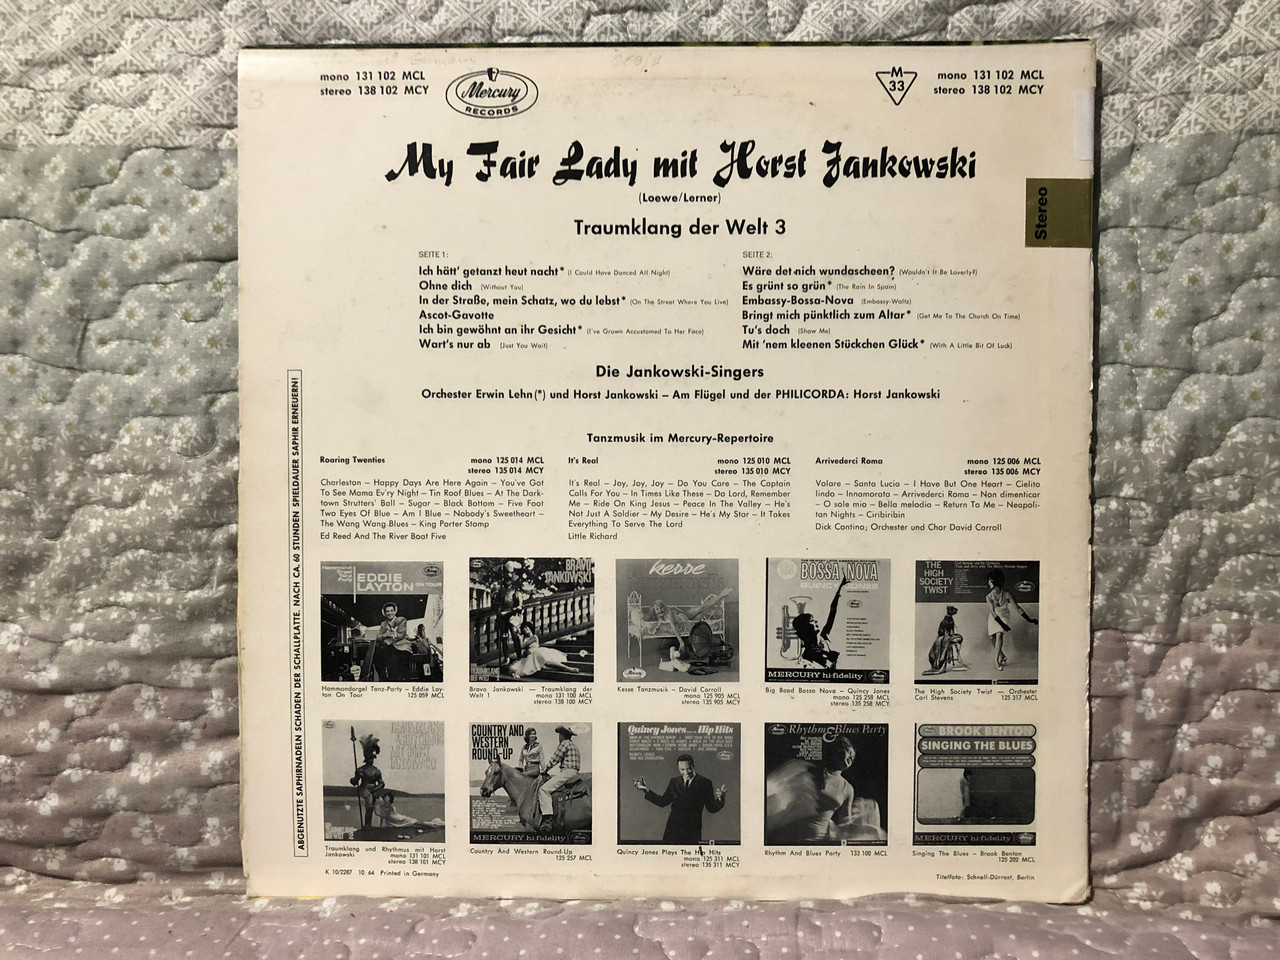 mono 131 102 MCL
stereo 138 102 MCY
Mercury
RECORDS
M
33
mono 131 102 MCL
stereo 138 102 MCY
My Fair Lady mit Horst Jankowski
(Loewe/Lerner)
Traumklang der Welt 3
Stereo
SEITE 1:
Ich hätt' getanzt heut nacht* (I Could Have Danced All Night)
Ohne dich (Without You)
In der Straße, mein Schatz, wo du lebst* (On The Street Where You Live)
Ascot-Gavotte
Ich bin gewöhnt an ihr Gesicht* (I've Grown Accustomed To Her Face)
Wart's nur ab (Just You Wait)
SEITE 2:
Wäre det nich wundascheen? (Wouldn't It Be Loverly?)
Es grünt so grün* (The Rain In Spain)
Embassy-Bossa-Nova (Embassy-Waltz)
Bringt mich pünktlich zum Altar* (Get Me To The Church On Time)
Tu's doch (Show Me)
Mit 'nem kleenen Stückchen Glück* (With A Little Bit Of Luck)
Die Jankowski-Singers
Orchester Erwin Lehn (*) und Horst Jankowski – Am Flügel und der PHILICORDA: Horst Jankowski
Tanzmusik im Mercury-Repertoire
Roaring Twenties mono 125 014 MCL
stereo 135 014 MCY
Charleston – Happy Days Are Here Again – You've Got
To See Mama Ev'ry Night – Tin Roof Blues – At The Dark-
town Strutters' Ball – Sugar – Black Bottom – Five Foot
Two Eyes Of Blue – Am I Blue – Nobody's Sweetheart –
The Wang Wang Blues – King Porter Stomp
Ed Reed And The River Boat Five
It's Real mono 125 010 MCL
stereo 135 010 MCY
It's Real – Joy, Joy, Joy – Do You Care – The Captain
Calls For You – In Times Like These – Do Lord, Remember
Me – Ride On King Jesus – Peace In The Valley – He's
Not Just A Soldier – My Desire – He's My Star – It Takes
Everything To Serve The Lord
Little Richard
Arrivederci Roma mono 125 006 MCL
stereo 135 006 MCY
Volare – Santa Lucia – I Have But One Heart – Cielito
lindo – Innamorata – Arrivederci Roma – Non dimenticar
– O sole mio – Bella melodia – Return To Me – Neapoli-
tan Nights – Ciribiribin
Dick Contino; Orchester und Chor David Carroll
ABGENUTZTE SAPHIRNADELN SCHADEN DER SCHALLPLATTE. NACH CA. 60 STUNDEN SPIELDAUER SAPHIR ERNEUERN!
EDDIE
LAYTON
ON TOUR
BRAVO
JANKOWSKI
kesse
BOSSA NOVA
QUINCY JONES
MERCURY hi-fidelity
THE
HIGH
SOCIETY
TWIST
Hammondorgel Tanz-Party – Eddie Lay-
ton On Tour 125 059 MCL
Bravo Jankowski – Traumklang der
Welt 1 mono 131 100 MCL
stereo 138 100 MCY
Kesse Tanzmusik – David Carroll
mono 125 905 MCL
stereo 135 905 MCY
Big Band Bossa Nova – Quincy Jones
mono 125 258 MCL
stereo 135 258 MCY
The High Society Twist – Orchester
Carl Stevens 125 317 MCL
COUNTRY AND
WESTERN
ROUND-UP
MERCURY hi-fidelity
Quincy Jones... Hip Hits
Rhythm & Blues Party
BROOK BENTON
SINGING THE BLUES
MERCURY hi-fidelity
Traumklang und Rhythmus mit Horst
Jankowski mono 131 101 MCL
stereo 138 101 MCY
Country And Western Round-Up
125 257 MCL
Quincy Jones Plays The Hip Hits
mono 125 311 MCL
stereo 135 311 MCY
Rhythm And Blues Party 133 100 MCL
Singing The Blues – Brook Benton
125 202 MCL
K 10/2287 10. 64 Printed in Germany
Titelfoto: Schnell-Dürrast, Berlin